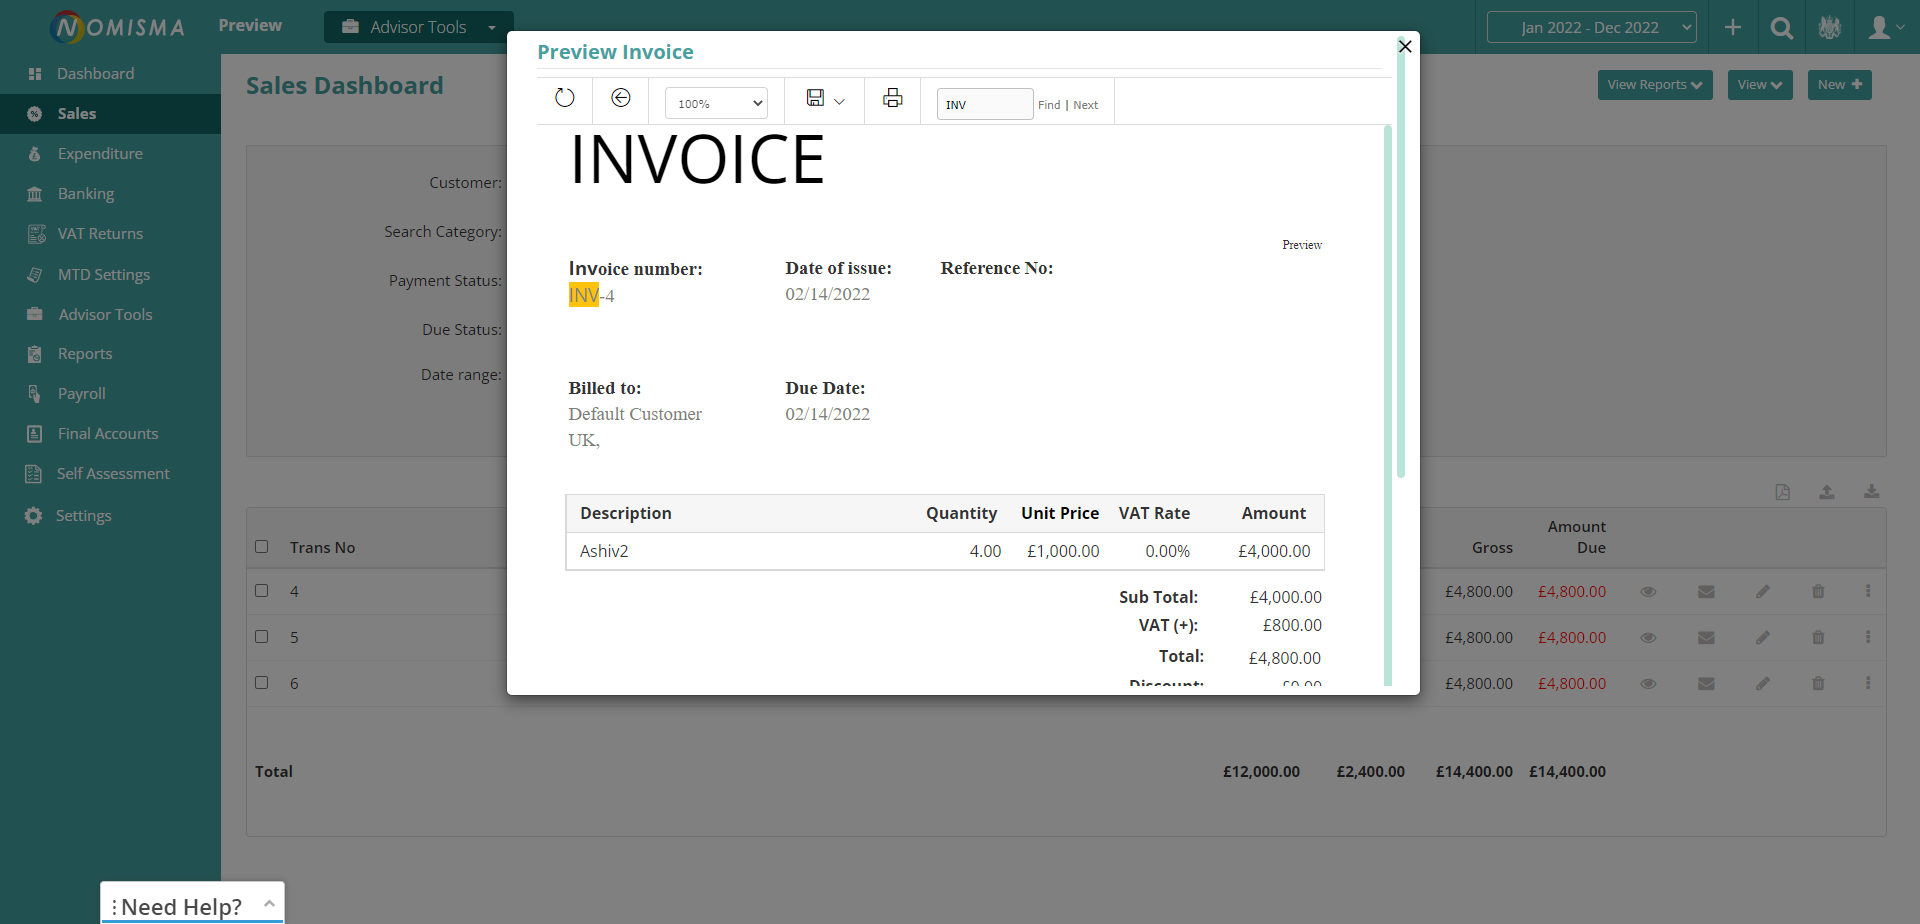 NOMISMA
Preview
Advisor Tools
Jan 2022 - Dec 2022
Dashboard
Sales
Expenditure
Banking
VAT Returns
MTD Settings
Advisor Tools
Reports
Payroll
Final Accounts
Self Assessment
Settings
Sales Dashboard
View Reports
View
New
Customer:
Search Category:
Payment Status:
Due Status:
Date range:
Preview Invoice
100%
INV
Find | Next
INVOICE
Preview
Invoice number: Date of issue: Reference No:
INV-4 02/14/2022
Billed to: Due Date:
Default Customer 02/14/2022
UK,
Description Quantity Unit Price VAT Rate Amount
Ashiv2 4.00 £1,000.00 0.00% £4,000.00
Sub Total: £4,000.00
VAT (+): £800.00
Total: £4,800.00
Discount: £0.00
Trans No Gross Amount Due
4 £4,800.00 £4,800.00
5 £4,800.00 £4,800.00
6 £4,800.00 £4,800.00
Total £12,000.00 £2,400.00 £14,400.00 £14,400.00
Need Help?